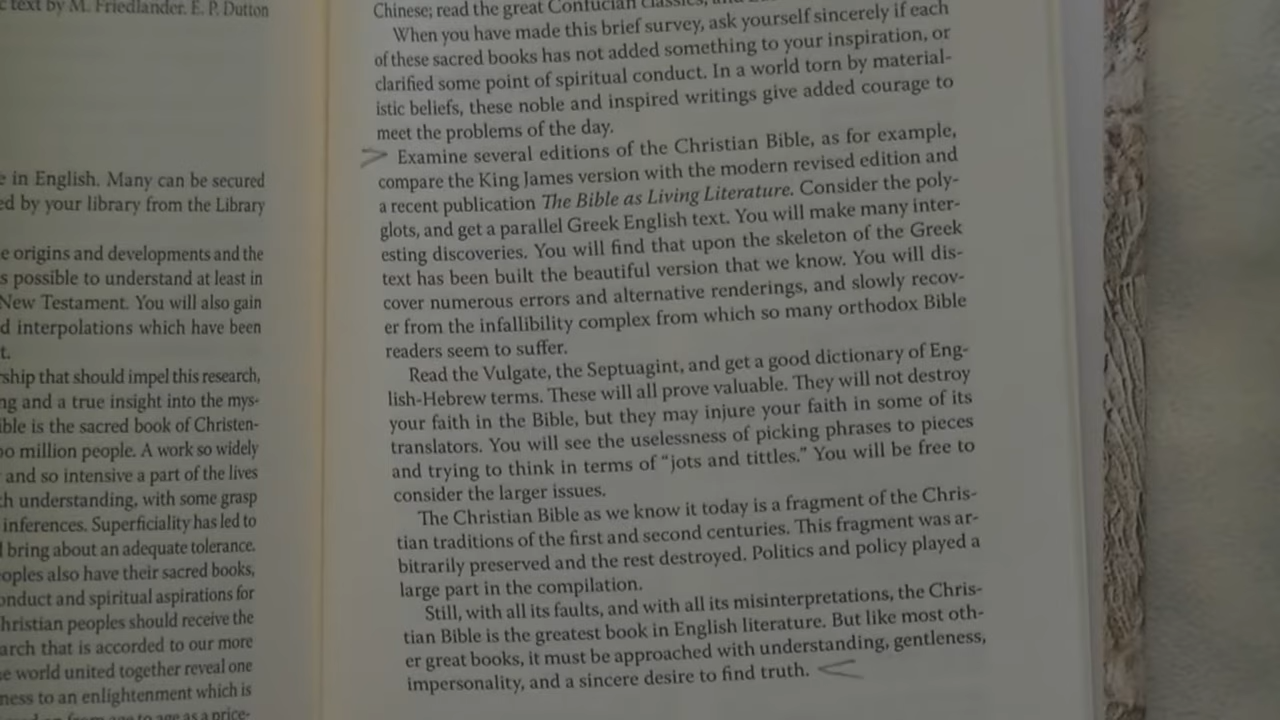 text by M. Friedlander. E. P. Dutton
e in English. Many can be secured
ed by your library from the Library
e origins and developments and the
s possible to understand at least in
New Testament. You will also gain
d interpolations which have been
t.
rship that should impel this research,
ng and a true insight into the mys-
ible is the sacred book of Christen-
00 million people. A work so widely
and so intensive a part of the lives
th understanding, with some grasp
inferences. Superficiality has led to
l bring about an adequate tolerance.
eoples also have their sacred books,
onduct and spiritual aspirations for
hristian peoples should receive the
earch that is accorded to our more
he world united together reveal one
ness to an enlightenment which is
from age to age as a price-
Chinese; read the great Confucian classics,
When you have made this brief survey, ask yourself sincerely if each
of these sacred books has not added something to your inspiration, or
clarified some point of spiritual conduct. In a world torn by material-
istic beliefs, these noble and inspired writings give added courage to
meet the problems of the day.
Examine several editions of the Christian Bible, as for example,
compare the King James version with the modern revised edition and
a recent publication The Bible as Living Literature. Consider the poly-
glots, and get a parallel Greek English text. You will make many inter-
esting discoveries. You will find that upon the skeleton of the Greek
text has been built the beautiful version that we know. You will dis-
cover numerous errors and alternative renderings, and slowly recov-
er from the infallibility complex from which so many orthodox Bible
readers seem to suffer.
Read the Vulgate, the Septuagint, and get a good dictionary of Eng-
lish-Hebrew terms. These will all prove valuable. They will not destroy
your faith in the Bible, but they may injure your faith in some of its
translators. You will see the uselessness of picking phrases to pieces
and trying to think in terms of “jots and tittles.” You will be free to
consider the larger issues.
The Christian Bible as we know it today is a fragment of the Chris-
tian traditions of the first and second centuries. This fragment was ar-
bitrarily preserved and the rest destroyed. Politics and policy played a
large part in the compilation.
Still, with all its faults, and with all its misinterpretations, the Chris-
tian Bible is the greatest book in English literature. But like most oth-
er great books, it must be approached with understanding, gentleness,
impersonality, and a sincere desire to find truth.